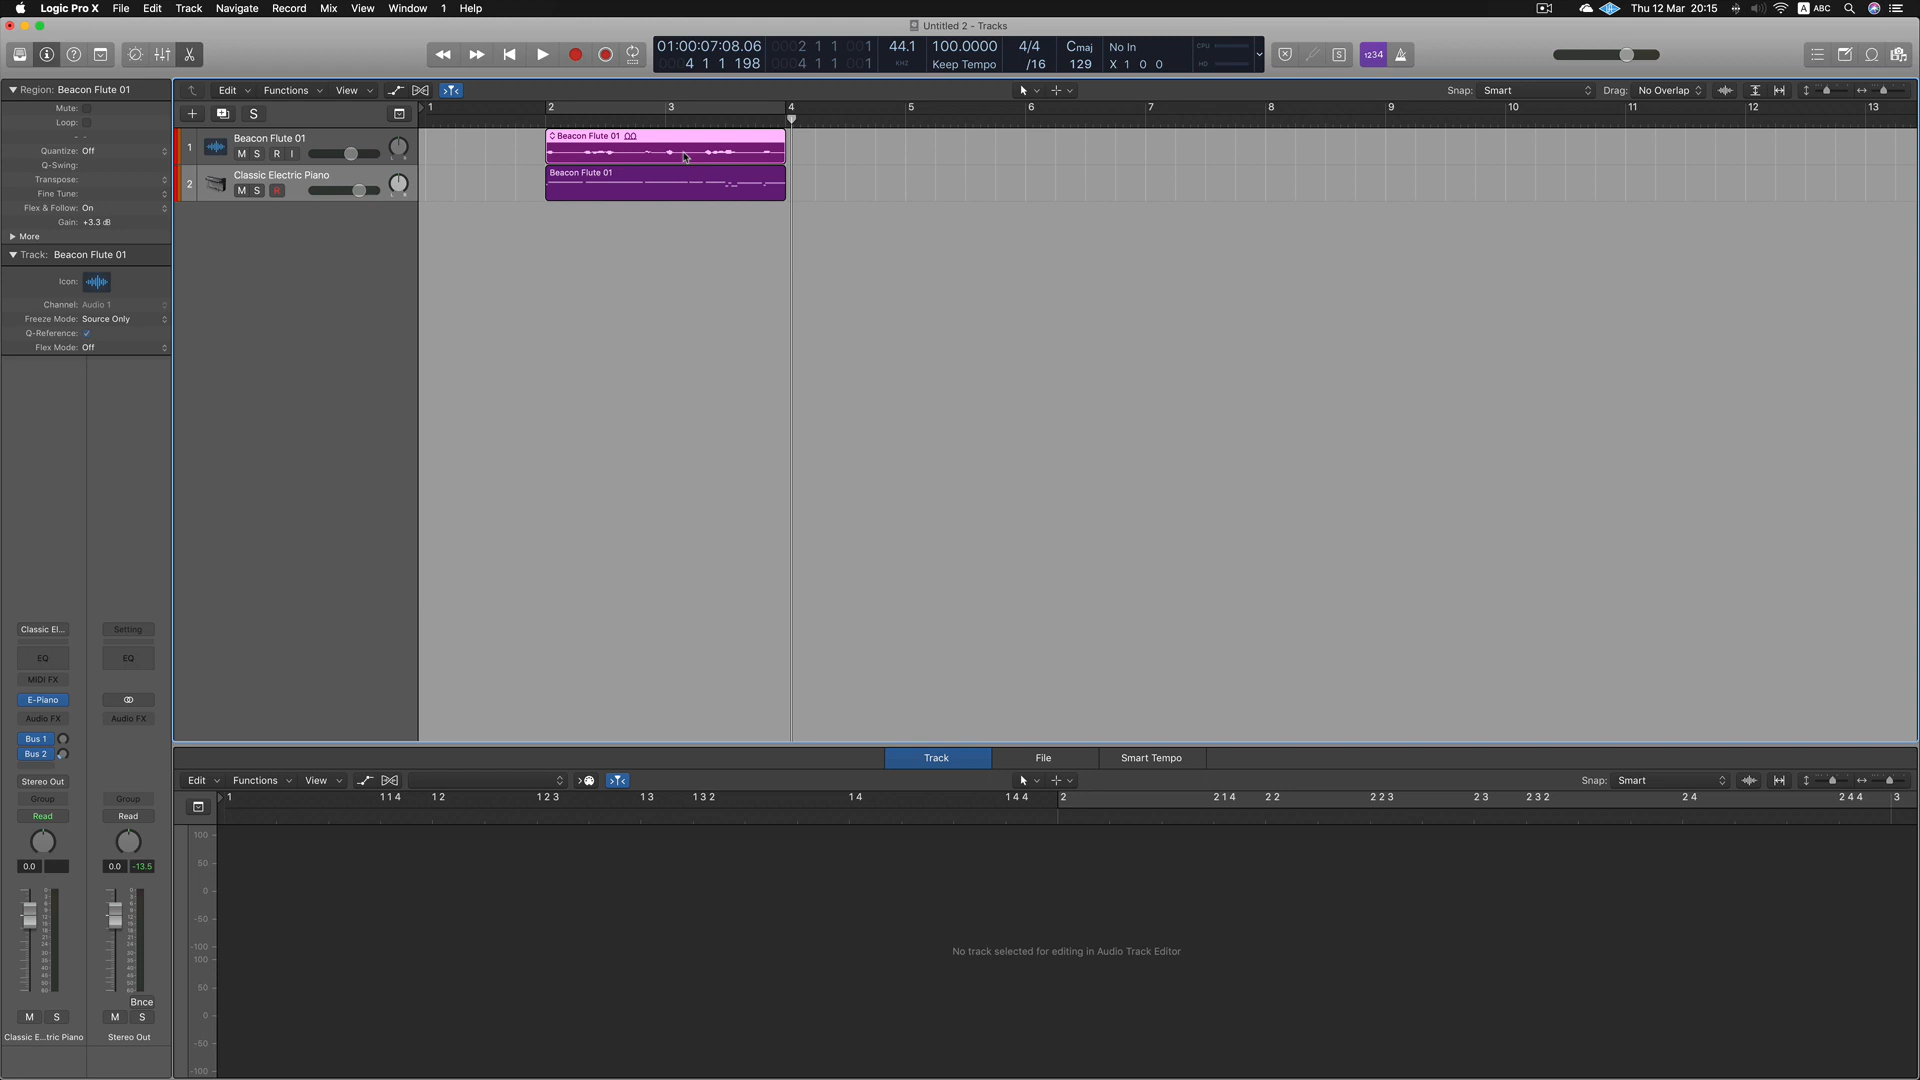 Logic Pro X File Edit Track Navigate Record Mix View Window 1 Help
A ABC Thu 12 Mar 20:15
Untitled 2 - Tracks
01:00:07:08.06 0002 1 1 001 44.1 100.0000 4/4 Cmaj No In CPU
0004 1 1 198 0004 1 1 001 KHZ Keep Tempo /16 129 X 1 0 0 HD
1234
Region: Beacon Flute 01
Edit Functions View
Snap: Smart Drag: No Overlap
Mute:
Loop:
Quantize: Off
Q-Swing:
Transpose:
Fine Tune:
Flex & Follow: On
Gain: +3.3 dB
More
Track: Beacon Flute 01
Icon:
Channel: Audio 1
Freeze Mode: Source Only
Q-Reference:
Flex Mode: Off
S
1 2 3 4 5 6 7 8 9 10 11 12 13
1 Beacon Flute 01
M S R I
L R
Beacon Flute 01
2 Classic Electric Piano
M S R
L R
Beacon Flute 01
Classic El... Setting
EQ EQ
MIDI FX
E-Piano
Audio FX Audio FX
Bus 1
Bus 2
Stereo Out
Group Group
Read Read
0.0 0.0 -13.5
Bnce
M S M S
Classic E...tric Piano Stereo Out
Track File Smart Tempo
Edit Functions View
Snap: Smart
1 1 1 4 1 2 1 2 3 1 3 1 3 2 1 4 1 4 4 2 2 1 4 2 2 2 2 3 2 3 2 3 2 2 4 2 4 4 3
100
50
0
-50
-100
100
50
0
-50
-100
No track selected for editing in Audio Track Editor